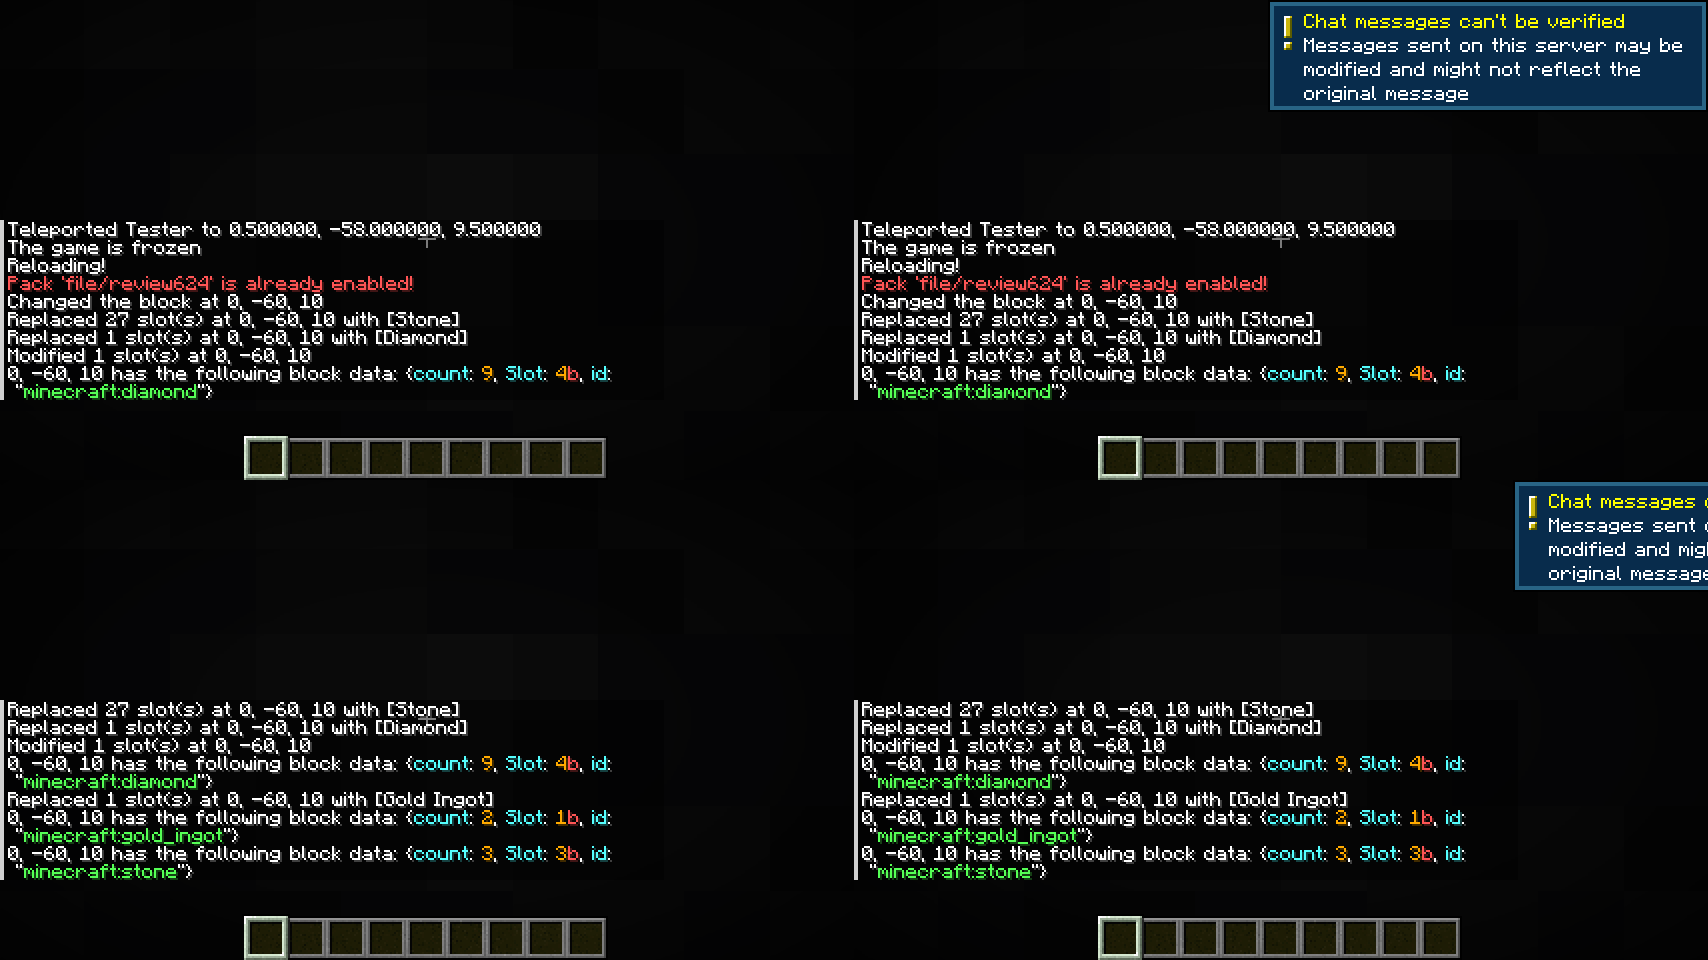 Teleported Tester to 0.500000, -58.000000, 9.500000
The game is frozen
Reloading!
Pack 'file/review624' is already enabled!
Changed the block at 0, -60, 10
Replaced 27 slot(s) at 0, -60, 10 with [Stone]
Replaced 1 slot(s) at 0, -60, 10 with [Diamond]
Modified 1 slot(s) at 0, -60, 10
0, -60, 10 has the following block data: {count: 9, Slot: 4b, id:
"minecraft:diamond"}
Chat messages can't be verified
Messages sent on this server may be
modified and might not reflect the
original message
Teleported Tester to 0.500000, -58.000000, 9.500000
The game is frozen
Reloading!
Pack 'file/review624' is already enabled!
Changed the block at 0, -60, 10
Replaced 27 slot(s) at 0, -60, 10 with [Stone]
Replaced 1 slot(s) at 0, -60, 10 with [Diamond]
Modified 1 slot(s) at 0, -60, 10
0, -60, 10 has the following block data: {count: 9, Slot: 4b, id:
"minecraft:diamond"}
Replaced 27 slot(s) at 0, -60, 10 with [Stone]
Replaced 1 slot(s) at 0, -60, 10 with [Diamond]
Modified 1 slot(s) at 0, -60, 10
0, -60, 10 has the following block data: {count: 9, Slot: 4b, id:
"minecraft:diamond"}
Replaced 1 slot(s) at 0, -60, 10 with [Gold Ingot]
0, -60, 10 has the following block data: {count: 2, Slot: 1b, id:
"minecraft:gold_ingot"}
0, -60, 10 has the following block data: {count: 3, Slot: 3b, id:
"minecraft:stone"}
Chat messages
Messages sent
modified and
original message
Replaced 27 slot(s) at 0, -60, 10 with [Stone]
Replaced 1 slot(s) at 0, -60, 10 with [Diamond]
Modified 1 slot(s) at 0, -60, 10
0, -60, 10 has the following block data: {count: 9, Slot: 4b, id:
"minecraft:diamond"}
Replaced 1 slot(s) at 0, -60, 10 with [Gold Ingot]
0, -60, 10 has the following block data: {count: 2, Slot: 1b, id:
"minecraft:gold_ingot"}
0, -60, 10 has the following block data: {count: 3, Slot: 3b, id:
"minecraft:stone"}